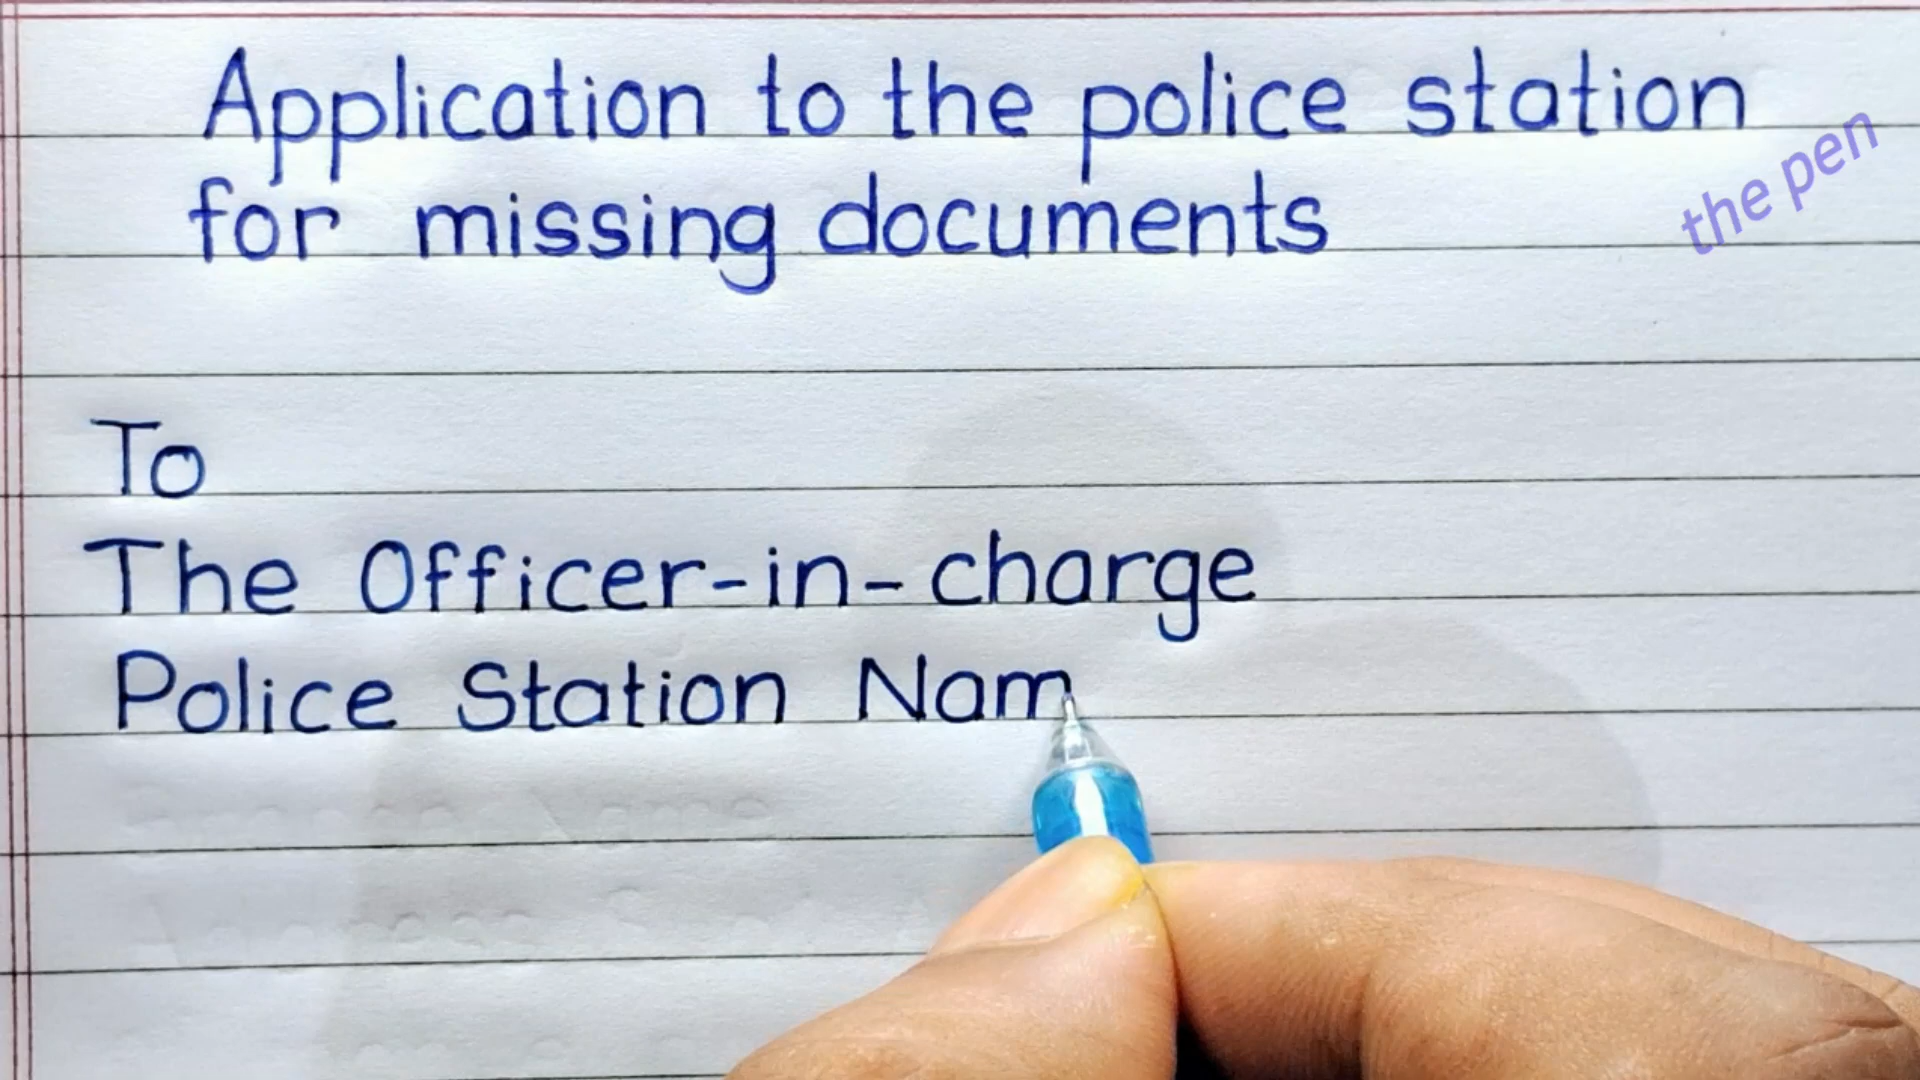 Application to the police station
for missing documents
the pen
To
The Officer-in-charge
Police Station Nam